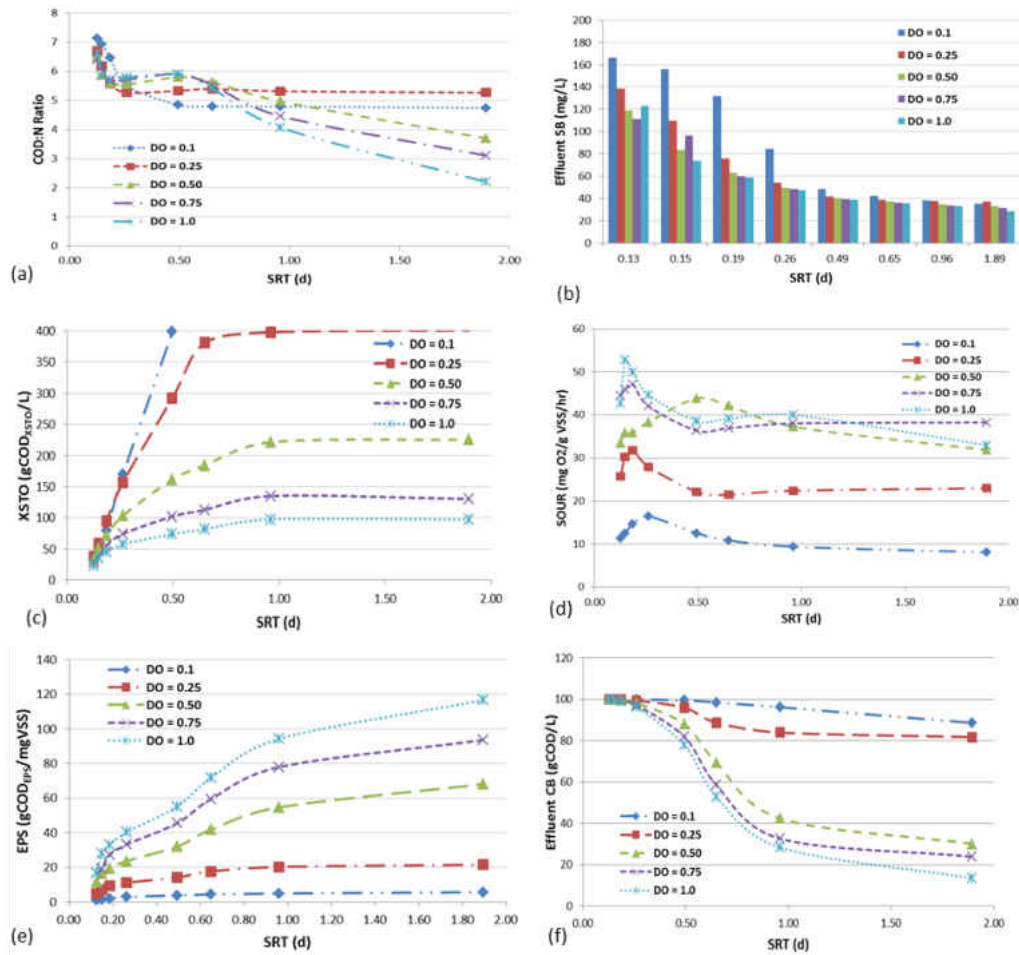 8
7
6
5
4
3
2
1
0
COD:N Ratio
DO = 0.1
DO = 0.25
DO = 0.50
DO = 0.75
DO = 1.0
0.00 0.50 1.00 1.50 2.00
SRT (d)
(a)
200
180
160
140
120
100
80
60
40
20
0
Effluent SB (mg/L)
DO = 0.1
DO = 0.25
DO = 0.50
DO = 0.75
DO = 1.0
0.13 0.15 0.19 0.26 0.49 0.65 0.96 1.89
SRT (d)
(b)
400
350
300
250
200
150
100
50
0
XSTO (gCODXSTO/L)
DO = 0.1
DO = 0.25
DO = 0.50
DO = 0.75
DO = 1.0
0.00 0.50 1.00 1.50 2.00
SRT (d)
(c)
60
50
40
30
20
10
0
SOUR (mg O2/g VSS/hr)
DO = 0.1
DO = 0.25
DO = 0.50
DO = 0.75
DO = 1.0
0.00 0.50 1.00 1.50 2.00
SRT (d)
(d)
140
120
100
80
60
40
20
0
EPS (gCODEPS/mgVSS)
DO = 0.1
DO = 0.25
DO = 0.50
DO = 0.75
DO = 1.0
0.00 0.20 0.40 0.60 0.80 1.00 1.20 1.40 1.60 1.80 2.00
SRT (d)
(e)
120
100
80
60
40
20
0
Effluent CB (gCOD/L)
DO = 0.1
DO = 0.25
DO = 0.50
DO = 0.75
DO = 1.0
0.00 0.50 1.00 1.50 2.00
SRT (d)
(f)